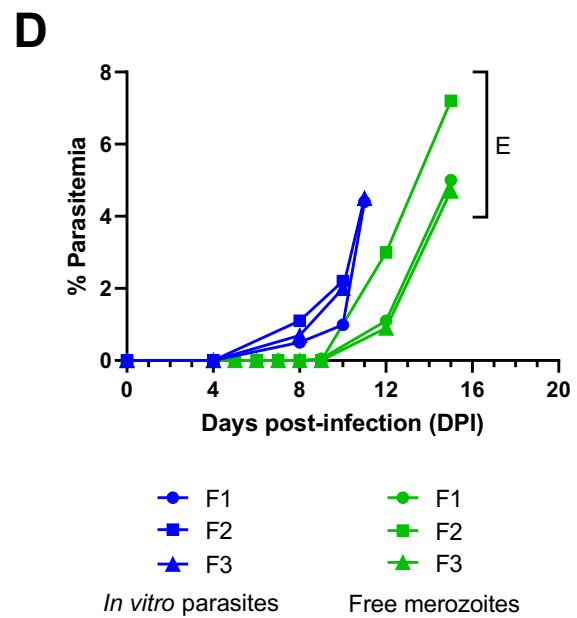 D
8
6
4
2
0
% Parasitemia
E
0 4 8 12 16 20
Days post-infection (DPI)
F1 F1
F2 F2
F3 F3
In vitro parasites Free merozoites